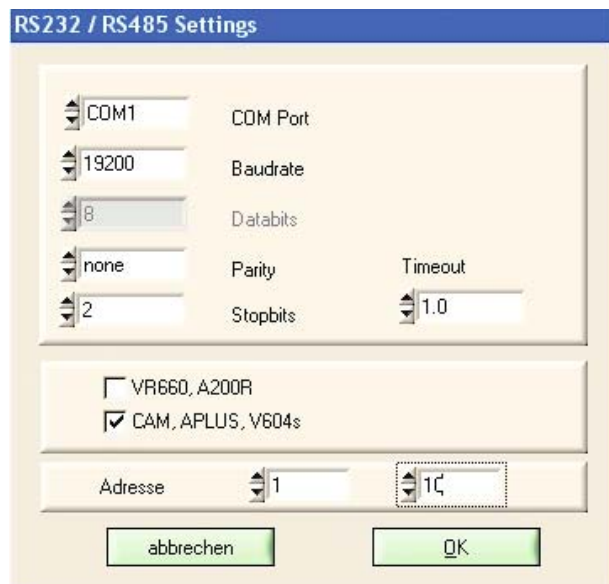 RS232 / RS485 Settings
COM1 COM Port
19200 Baudrate
8 Databits
none Parity Timeout
2 Stopbits 1.0
VR660, A200R
CAM, APLUS, V604s
Adresse 1 10
abbrechen OK